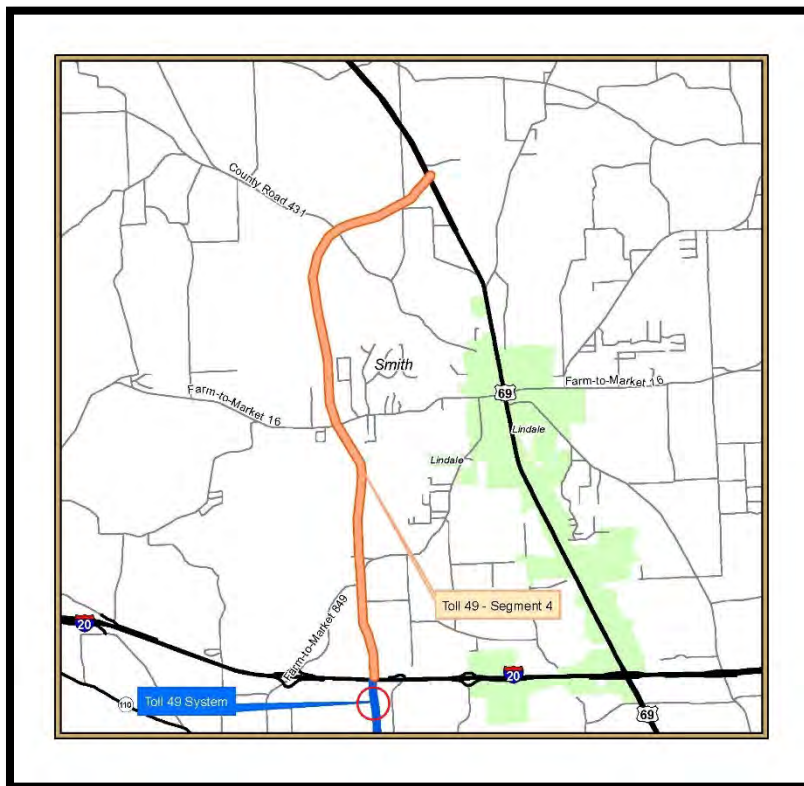 County Road 431
Smith
Farm-to-Market 16
Farm-to-Market 16
69
Lindale
Lindale
Toll 49 - Segment 4
Farm-to-Market 849
20
20
110
Toll 49 System
69